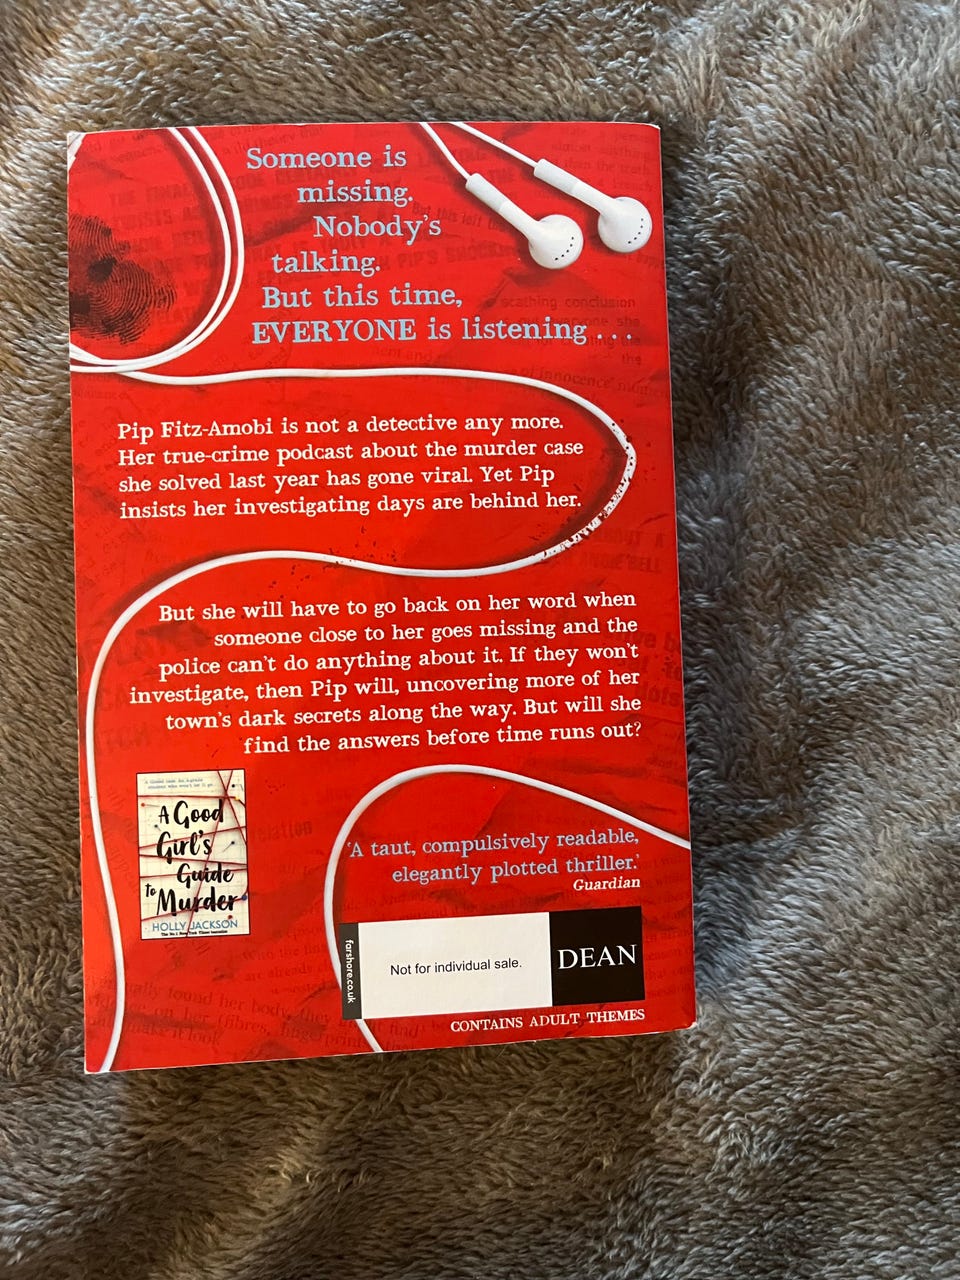 Someone is
missing.
Nobody's
talking.
But this time,
EVERYONE is listening . . .
Pip Fitz-Amobi is not a detective any more.
Her true-crime podcast about the murder case
she solved last year has gone viral. Yet Pip
insists her investigating days are behind her.
But she will have to go back on her word when
someone close to her goes missing and the
police can't do anything about it. If they won't
investigate, then Pip will, uncovering more of her
town's dark secrets along the way. But will she
find the answers before time runs out?
A Good
Girl's
Guide
to
Murder
HOLLY JACKSON
'A taut, compulsively readable,
elegantly plotted thriller.'
Guardian
farshore.co.uk
Not for individual sale.
DEAN
CONTAINS ADULT THEMES